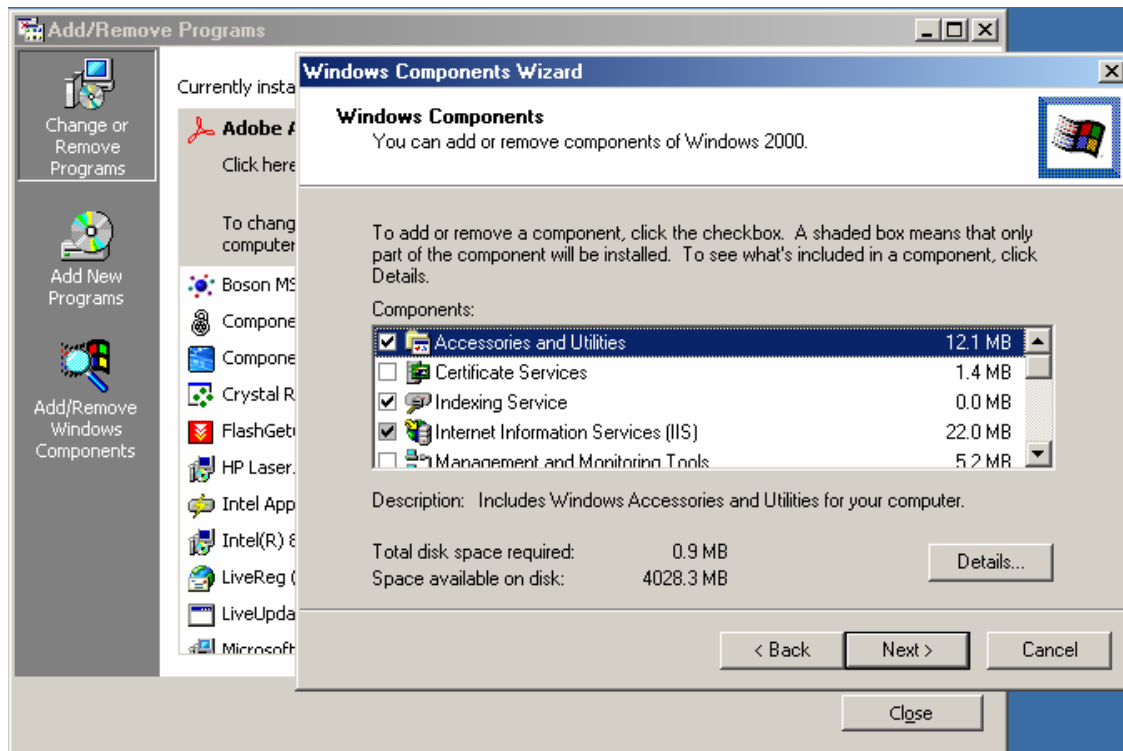 Add/Remove Programs
Change or
Remove
Programs
Add New
Programs
Add/Remove
Windows
Components
Currently insta
Adobe A
Click here
To chang
computer
Boson MS
Compone
Compone
Crystal R
FlashGet(
HP Laser.
Intel App
Intel(R) 8
LiveReg (
LiveUpda
Microsoft
Windows Components Wizard
Windows Components
You can add or remove components of Windows 2000.
To add or remove a component, click the checkbox. A shaded box means that only
part of the component will be installed. To see what's included in a component, click
Details.
Components:
Accessories and Utilities 12.1 MB
Certificate Services 1.4 MB
Indexing Service 0.0 MB
Internet Information Services (IIS) 22.0 MB
Management and Monitoring Tools 5.2 MB
Description: Includes Windows Accessories and Utilities for your computer.
Total disk space required: 0.9 MB
Space available on disk: 4028.3 MB
Details...
< Back
Next >
Cancel
Close